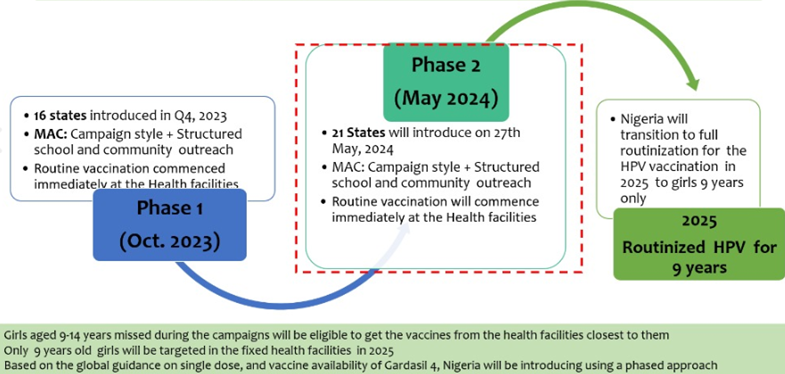 • 16 states introduced in Q4, 2023
• MAC: Campaign style + Structured
school and community outreach
• Routine vaccination commenced
immediately at the Health facilities
Phase 1
(Oct. 2023)
Phase 2
(May 2024)
• 21 States will introduce on 27th
May, 2024
• MAC: Campaign style + Structured
school and community outreach
• Routine vaccination will commence
immediately at the Health facilities
• Nigeria will
transition to full
routinization for the
HPV vaccination in
2025 to girls 9 years
only
2025
Routinized HPV for
9 years
Girls aged 9-14 years missed during the campaigns will be eligible to get the vaccines from the health facilities closest to them
Only 9 years old girls will be targeted in the fixed health facilities in 2025
Based on the global guidance on single dose, and vaccine availability of Gardasil 4, Nigeria will be introducing using a phased approach